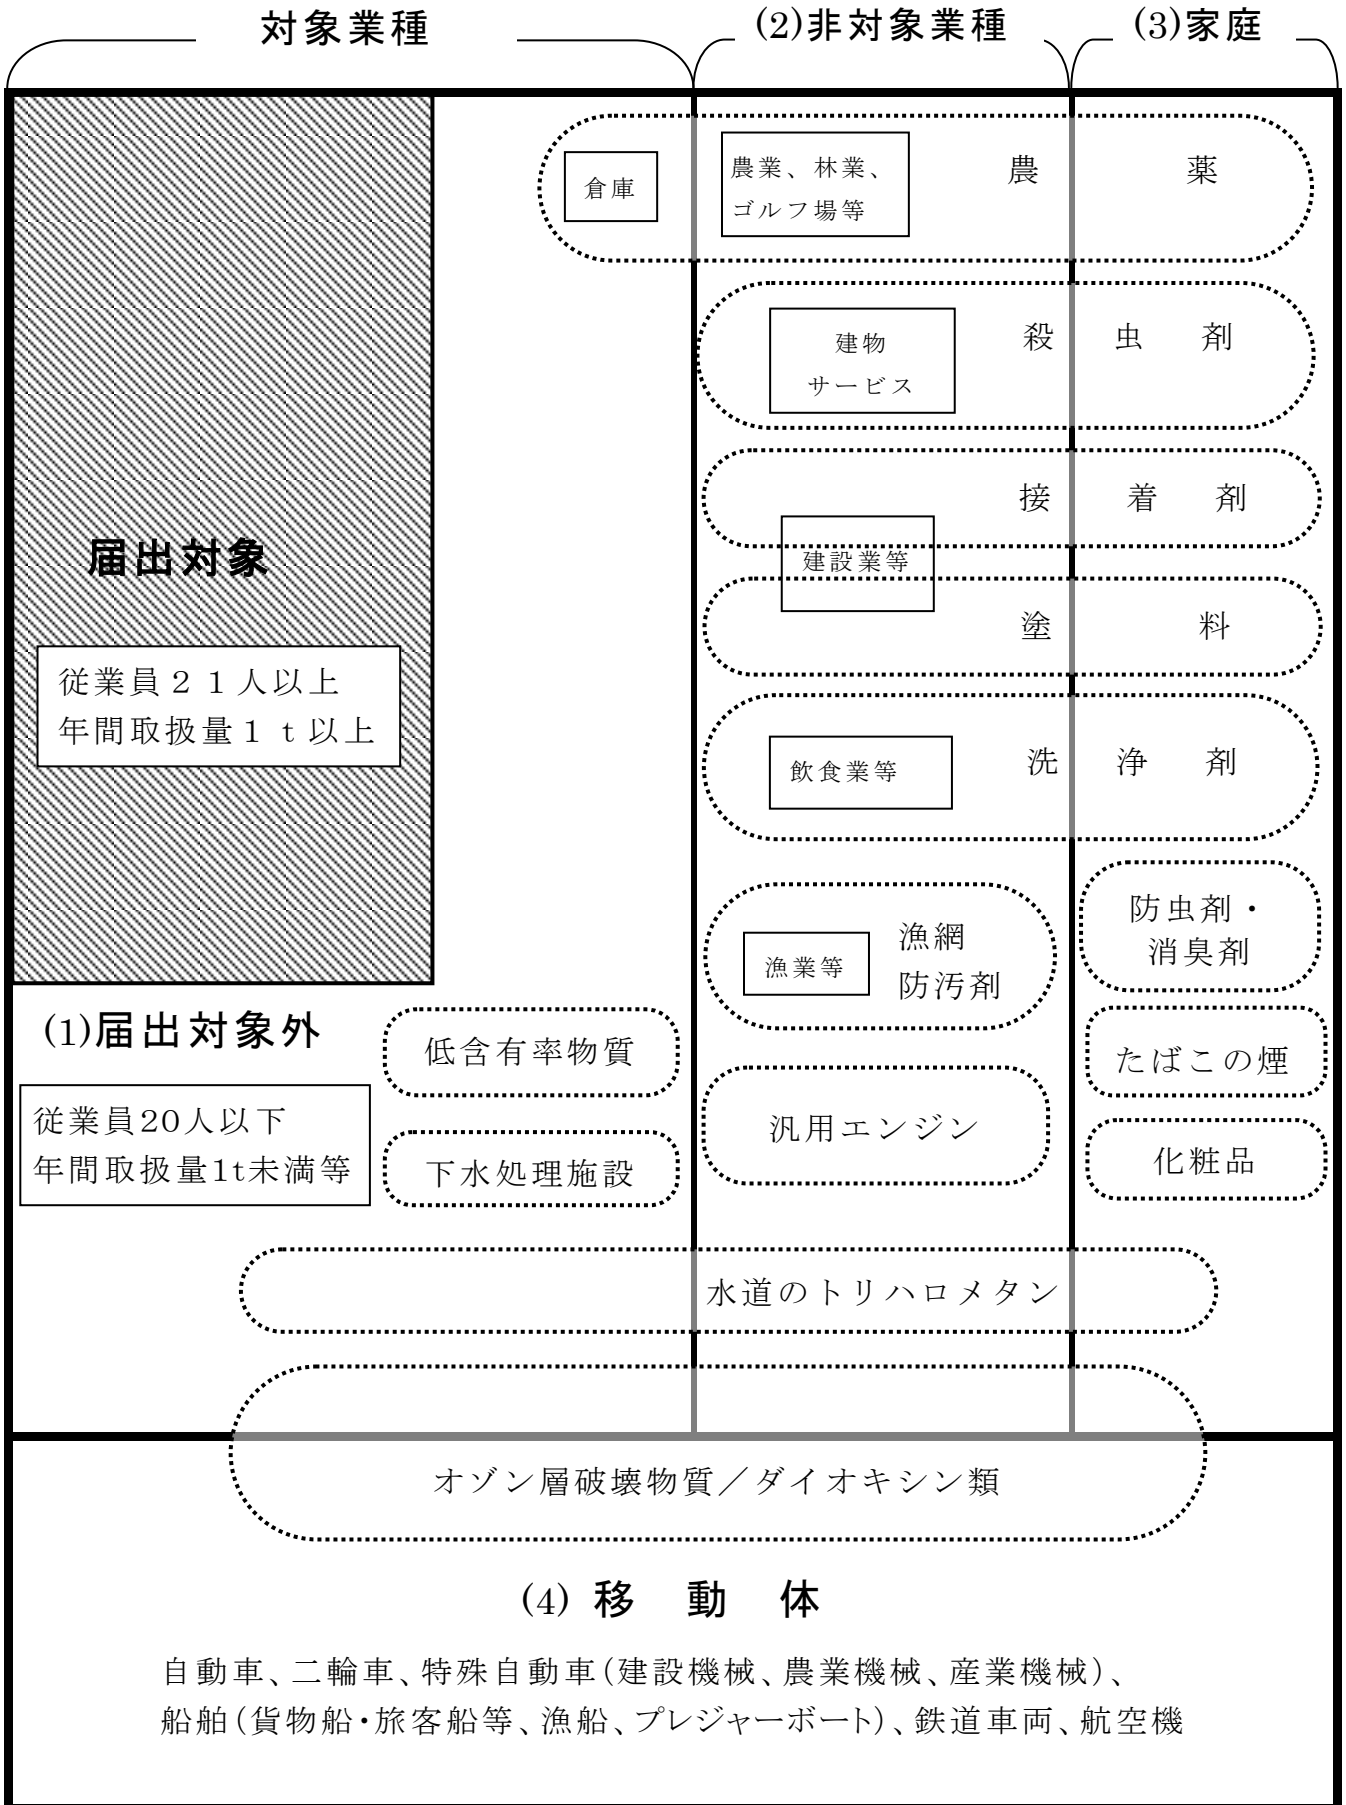 対象業種
(2)非対象業種
(3)家庭
倉庫
農業、林業、
ゴルフ場等
農薬
建物
サービス
殺虫剤
接着剤
建設業等
塗料
飲食業等
洗浄剤
届出対象
従業員２１人以上
年間取扱量１ｔ以上
漁業等
漁網
防汚剤
防虫剤・
消臭剤
(1)届出対象外
従業員20人以下
年間取扱量1t未満等
低含有率物質
下水処理施設
汎用エンジン
たばこの煙
化粧品
水道のトリハロメタン
オゾン層破壊物質／ダイオキシン類
(4) 移動体
自動車、二輪車、特殊自動車(建設機械、農業機械、産業機械)、
船舶(貨物船・旅客船等、漁船、プレジャーボート)、鉄道車両、航空機